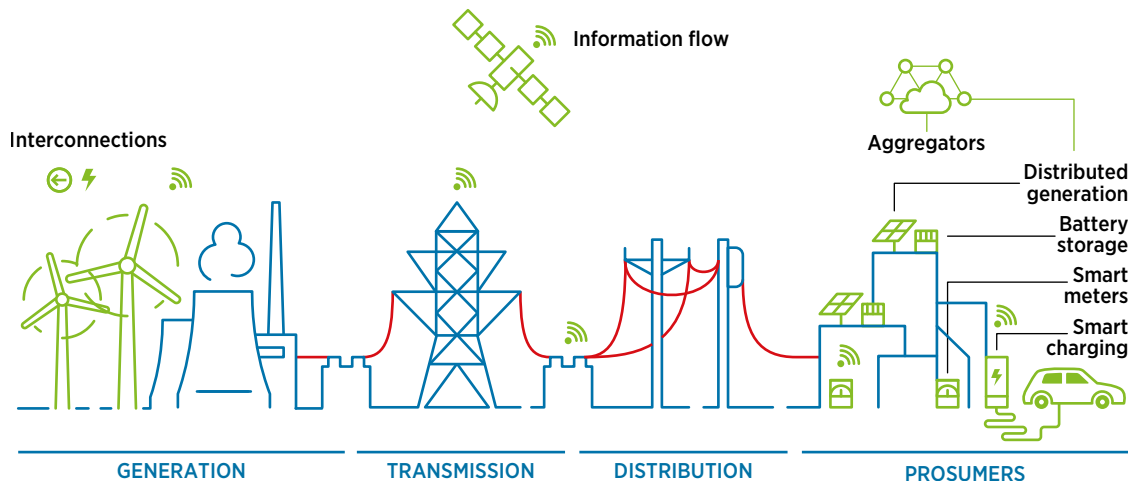 Information flow
Interconnections
Aggregators
Distributed
generation
Battery
storage
Smart
meters
Smart
charging
GENERATION
TRANSMISSION
DISTRIBUTION
PROSUMERS